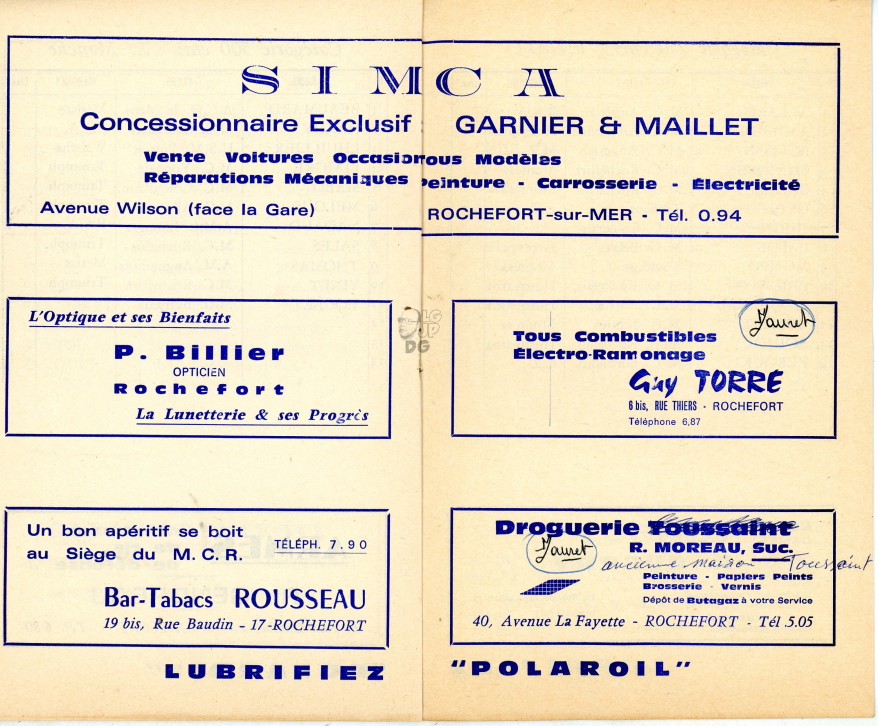 SIMCA
Concessionnaire Exclusif GARNIER & MAILLET
Vente Voitures Occasions Modèles
Réparations Mécaniques Peinture - Carrosserie - Électricité
Avenue Wilson (face la Gare) ROCHEFORT-sur-MER - Tél. 0.94
L'Optique et ses Bienfaits
P. Billier
OPTICIEN
Rochefort
La Lunetterie & ses Progrès
LG
JP
DG
Jauret
Tous Combustibles
Électro-Ramonage
Guy TORRE
6 bis, RUE THIERS - ROCHEFORT
Téléphone 6,87
Un bon apéritif se boit
au Siège du M. C. R. TÉLÉPH. 7.90
Bar-Tabacs ROUSSEAU
19 bis, Rue Baudin - 17-ROCHEFORT
Droguerie Toussaint
Jauret
R. MOREAU, Suc.
ancienne maison Toussaint
Peinture - Papiers Peints
Brosserie - Vernis
Dépôt de Butagaz à votre Service
40, Avenue La Fayette - ROCHEFORT - Tél 5.05
LUBRIFIEZ "POLAROIL"